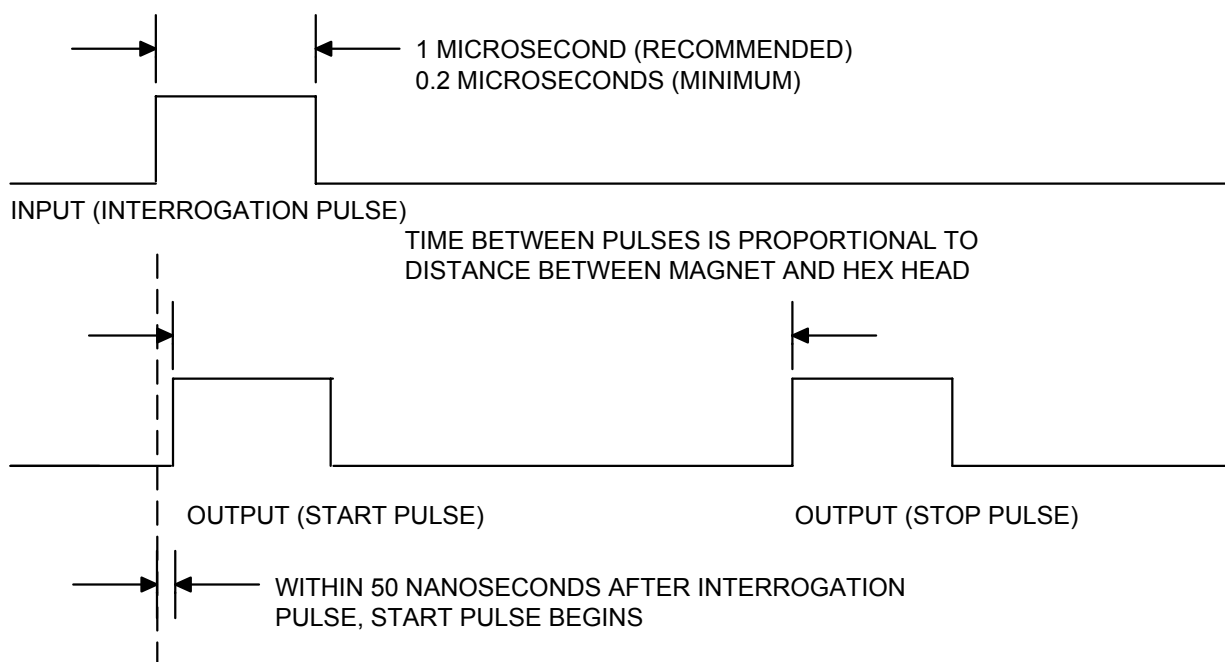 1 MICROSECOND (RECOMMENDED)
0.2 MICROSECONDS (MINIMUM)
INPUT (INTERROGATION PULSE)
TIME BETWEEN PULSES IS PROPORTIONAL TO
DISTANCE BETWEEN MAGNET AND HEX HEAD
OUTPUT (START PULSE)
OUTPUT (STOP PULSE)
WITHIN 50 NANOSECONDS AFTER INTERROGATION
PULSE, START PULSE BEGINS